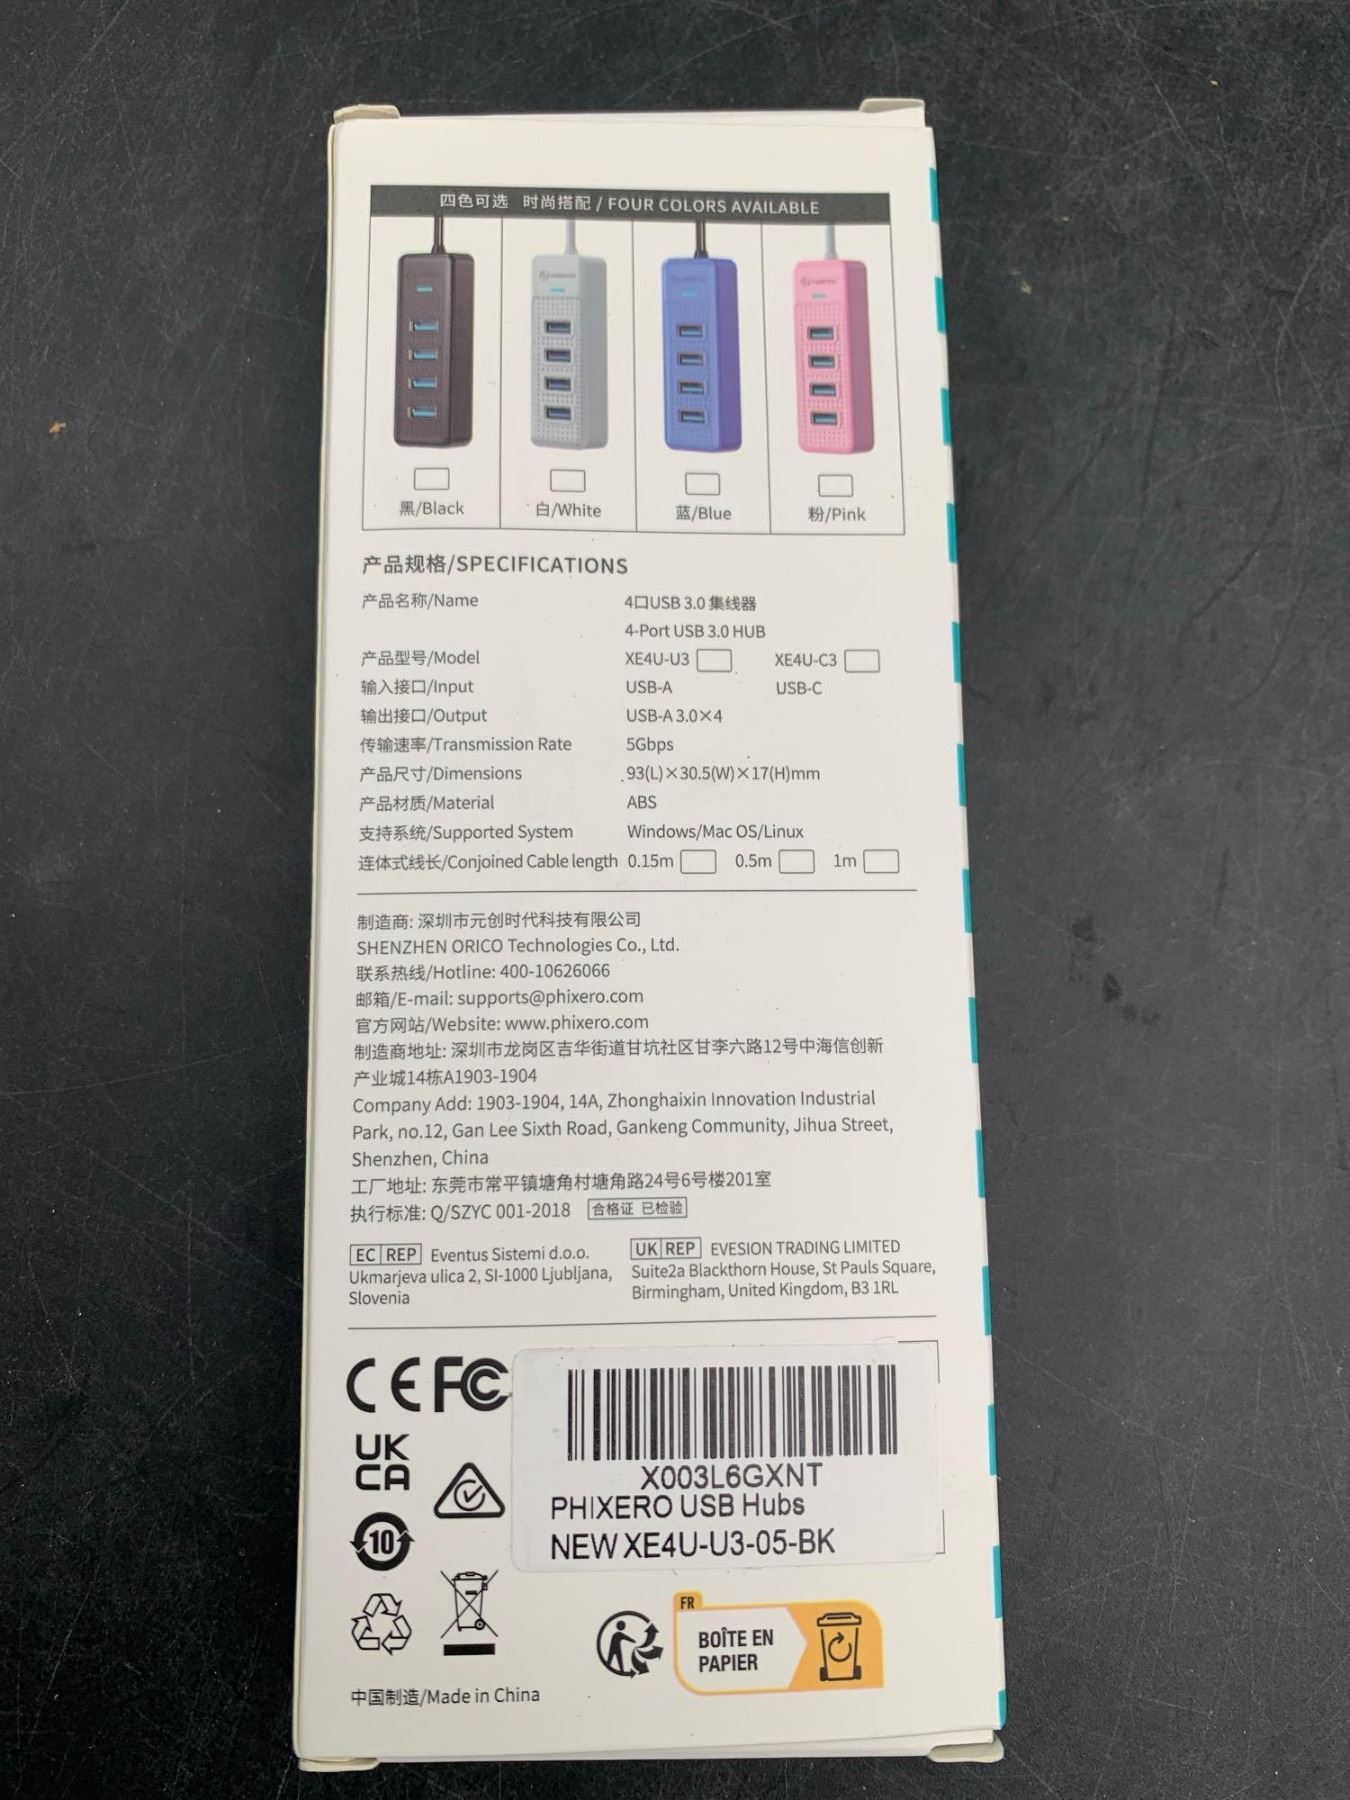 四色可选 时尚搭配 / FOUR COLORS AVAILABLE
黑/Black 白/White 蓝/Blue 粉/Pink
产品规格/SPECIFICATIONS
产品名称/Name 4口USB 3.0 集线器
4-Port USB 3.0 HUB
产品型号/Model XE4U-U3 XE4U-C3
输入接口/Input USB-A USB-C
输出接口/Output USB-A 3.0×4
传输速率/Transmission Rate 5Gbps
产品尺寸/Dimensions 93(L)×30.5(W)×17(H)mm
产品材质/Material ABS
支持系统/Supported System Windows/Mac OS/Linux
连体式线长/Conjoined Cable length 0.15m 0.5m 1m
制造商: 深圳市元创时代科技有限公司
SHENZHEN ORICO Technologies Co., Ltd.
联系热线/Hotline: 400-10626066
邮箱/E-mail: supports@phixero.com
官方网站/Website: www.phixero.com
制造商地址: 深圳市龙岗区吉华街道甘坑社区甘李六路12号中海信创新
产业城14栋A1903-1904
Company Add: 1903-1904, 14A, Zhonghaixin Innovation Industrial
Park, no.12, Gan Lee Sixth Road, Gankeng Community, Jihua Street,
Shenzhen, China
工厂地址: 东莞市常平镇塘角村塘角路24号6号楼201室
执行标准: Q/SZYC 001-2018 合格证 已检验
EC REP Eventus Sistemi d.o.o.
Ukmarjeva ulica 2, SI-1000 Ljubljana,
Slovenia
UK REP EVESION TRADING LIMITED
Suite2a Blackthorn House, St Pauls Square,
Birmingham, United Kingdom, B3 1RL
CE FC
UK
CA
10
X003L6GXNT
PHIXERO USB Hubs
NEW XE4U-U3-05-BK
FR
BOÎTE EN
PAPIER
中国制造/Made in China